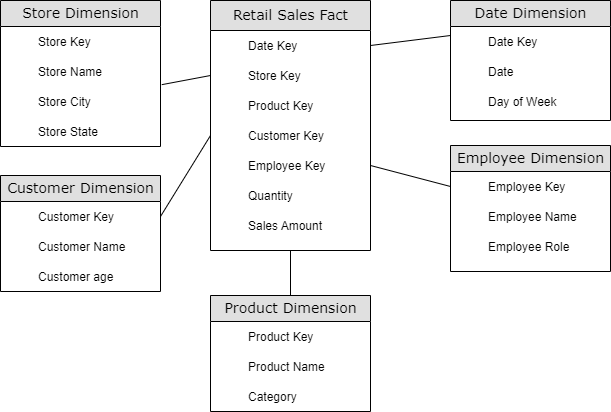 Store Dimension
Store Key
Store Name
Store City
Store State
Customer Dimension
Customer Key
Customer Name
Customer age
Retail Sales Fact
Date Key
Store Key
Product Key
Customer Key
Employee Key
Quantity
Sales Amount
Product Dimension
Product Key
Product Name
Category
Date Dimension
Date Key
Date
Day of Week
Employee Dimension
Employee Key
Employee Name
Employee Role